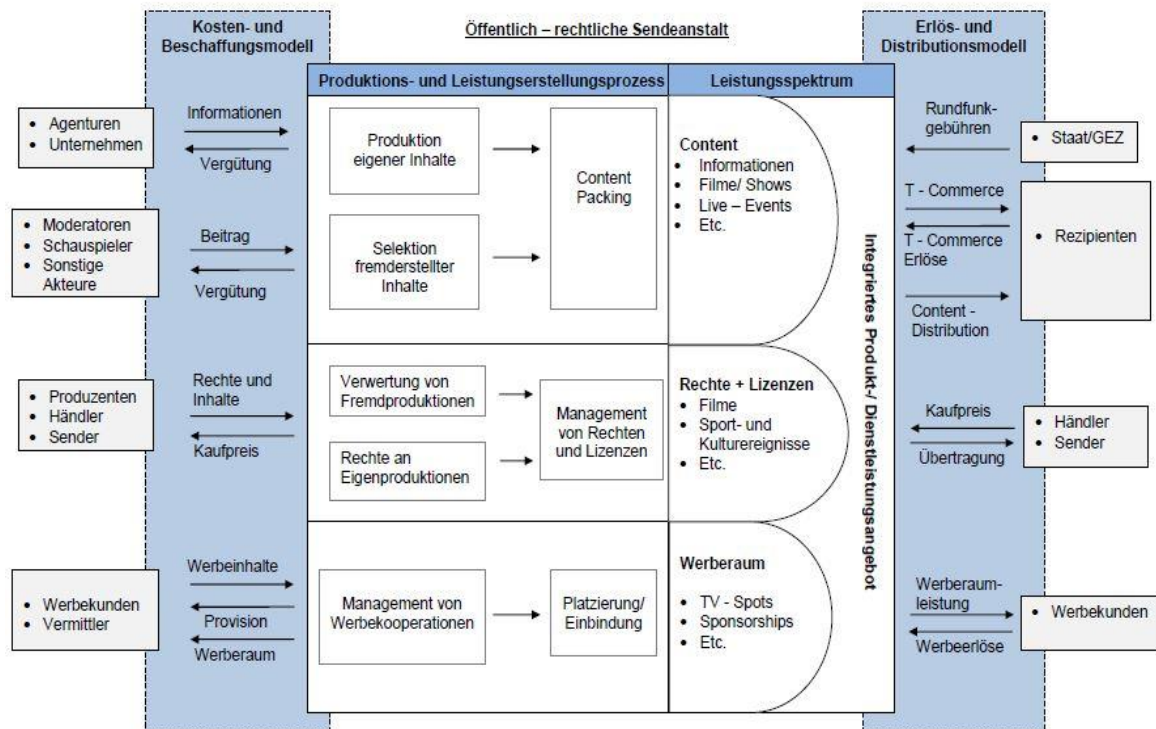 Kosten- und
Beschaffungsmodell
Öffentlich – rechtliche Sendeanstalt
Erlös- und
Distributionsmodell
Produktions- und Leistungserstellungsprozess
Leistungsspektrum
• Agenturen
• Unternehmen
Informationen
Vergütung
• Moderatoren
• Schauspieler
• Sonstige
Akteure
Beitrag
Vergütung
Produktion
eigener Inhalte
Selektion
fremderstellter
Inhalte
Content
Packing
Content
• Informationen
• Filme/ Shows
• Live – Events
• Etc.
Rundfunk-
gebühren
• Staat/GEZ
T - Commerce
T - Commerce
Erlöse
Content -
Distribution
• Rezipienten
• Produzenten
• Händler
• Sender
Rechte und
Inhalte
Kaufpreis
Verwertung von
Fremdproduktionen
Rechte an
Eigenproduktionen
Management
von Rechten
und Lizenzen
Rechte + Lizenzen
• Filme
• Sport- und
Kulturereignisse
• Etc.
Integriertes Produkt-/ Dienstleistungsangebot
Kaufpreis
Übertragung
• Händler
• Sender
• Werbekunden
• Vermittler
Werbeinhalte
Provision
Werberaum
Management von
Werbekooperationen
Platzierung/
Einbindung
Werberaum
• TV - Spots
• Sponsorships
• Etc.
Werberaum-
leistung
Werbeerlöse
• Werbekunden